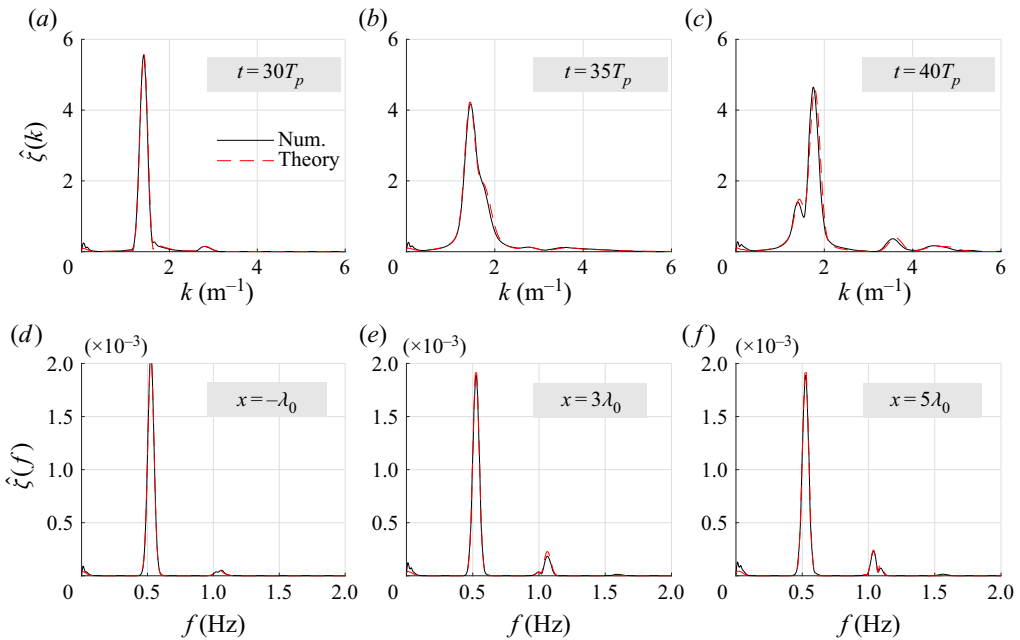 (a) (b) (c)
6 6 6
t = 30T_p t = 35T_p t = 40T_p
4 4 4
ζ̂(k)
Num.
Theory
2 2 2
0 2 4 6 0 2 4 6 0 2 4 6
k (m⁻¹) k (m⁻¹) k (m⁻¹)
(d) (×10⁻³) (e) (×10⁻³) (f) (×10⁻³)
2.0 2.0 2.0
x = –λ₀ x = 3λ₀ x = 5λ₀
1.5 1.5 1.5
ζ̂(f)
1.0 1.0 1.0
0.5 0.5 0.5
0 0.5 1.0 1.5 2.0 0 0.5 1.0 1.5 2.0 0 0.5 1.0 1.5 2.0
f (Hz) f (Hz) f (Hz)